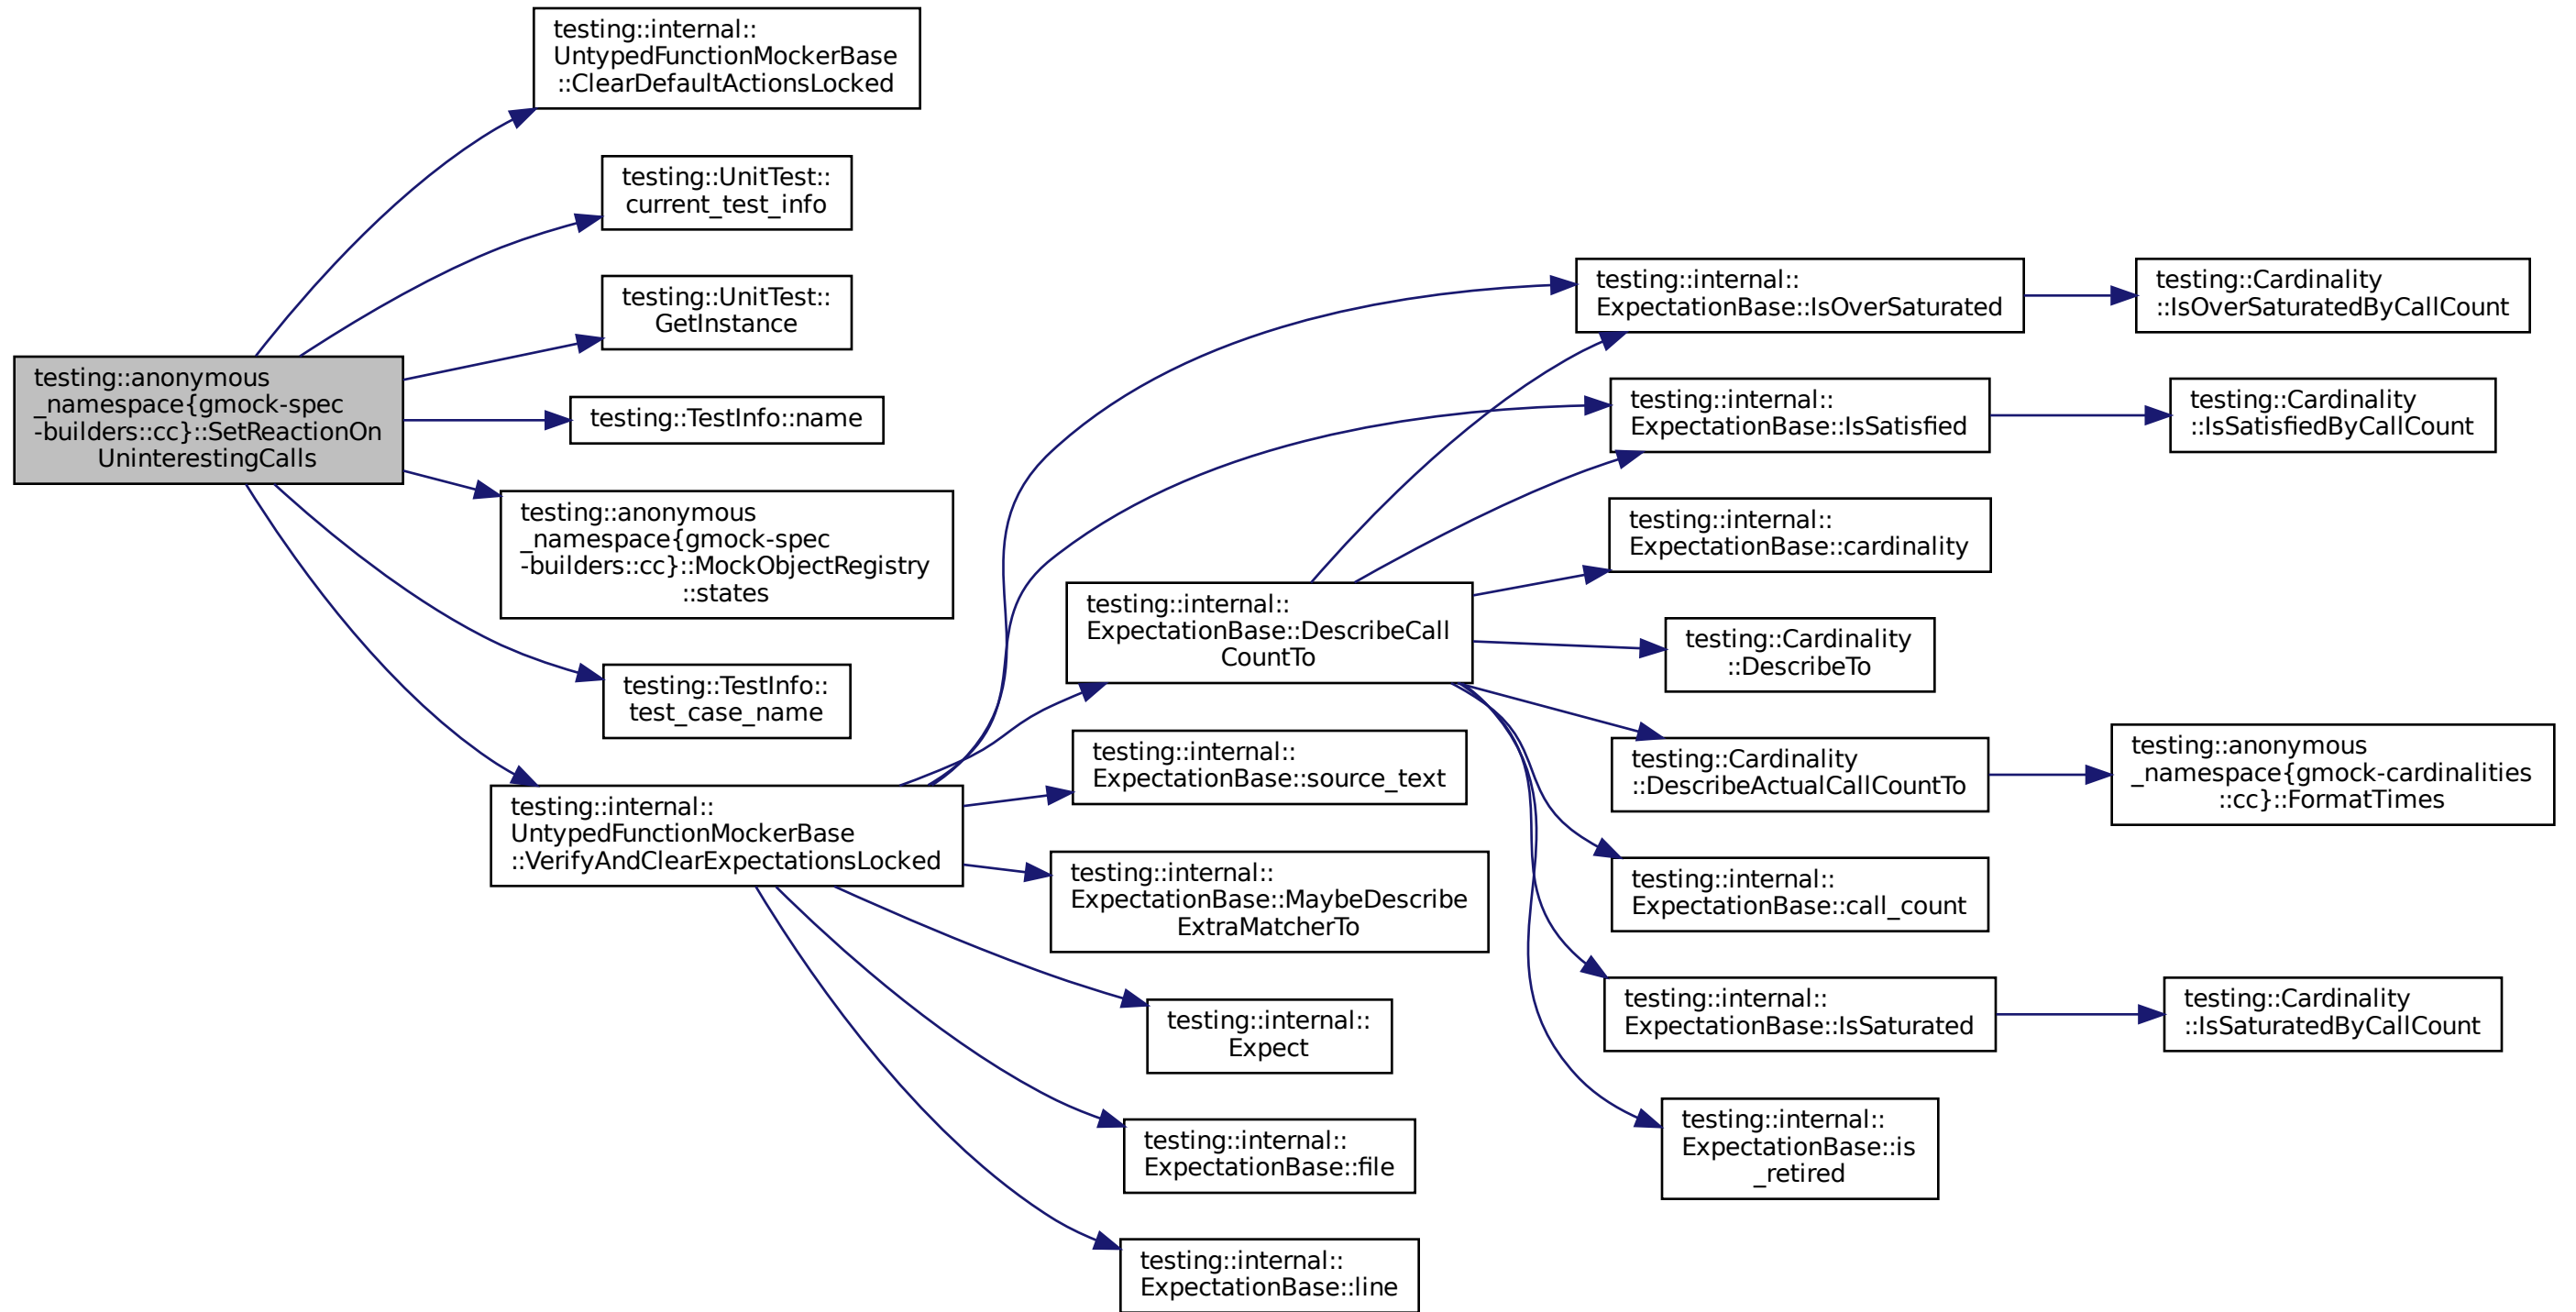 testing::internal::
UntypedFunctionMockerBase
::ClearDefaultActionsLocked
testing::UnitTest::
current_test_info
testing::UnitTest::
GetInstance
testing::anonymous
_namespace{gmock-spec
-builders::cc}::SetReactionOn
UninterestingCalls
testing::TestInfo::name
testing::anonymous
_namespace{gmock-spec
-builders::cc}::MockObjectRegistry
::states
testing::TestInfo::
test_case_name
testing::internal::
UntypedFunctionMockerBase
::VerifyAndClearExpectationsLocked
testing::internal::
ExpectationBase::DescribeCall
CountTo
testing::internal::
ExpectationBase::source_text
testing::internal::
ExpectationBase::MaybeDescribe
ExtraMatcherTo
testing::internal::
Expect
testing::internal::
ExpectationBase::file
testing::internal::
ExpectationBase::line
testing::internal::
ExpectationBase::IsOverSaturated
testing::internal::
ExpectationBase::IsSatisfied
testing::internal::
ExpectationBase::cardinality
testing::Cardinality
::DescribeTo
testing::Cardinality
::DescribeActualCallCountTo
testing::internal::
ExpectationBase::call_count
testing::internal::
ExpectationBase::IsSaturated
testing::internal::
ExpectationBase::is
_retired
testing::Cardinality
::IsOverSaturatedByCallCount
testing::Cardinality
::IsSatisfiedByCallCount
testing::anonymous
_namespace{gmock-cardinalities
::cc}::FormatTimes
testing::Cardinality
::IsSaturatedByCallCount